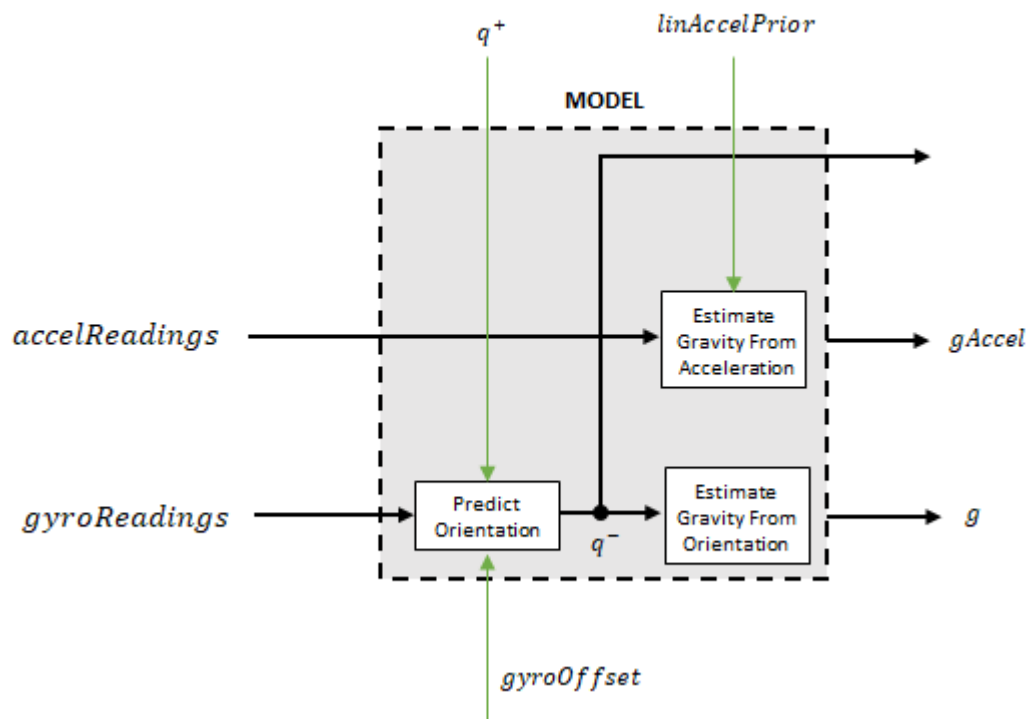 q⁺
linAccelPrior
MODEL
Estimate
Gravity From
Acceleration
accelReadings
gAccel
Predict
Orientation
Estimate
Gravity From
Orientation
gyroReadings
q⁻
g
gyroOffset